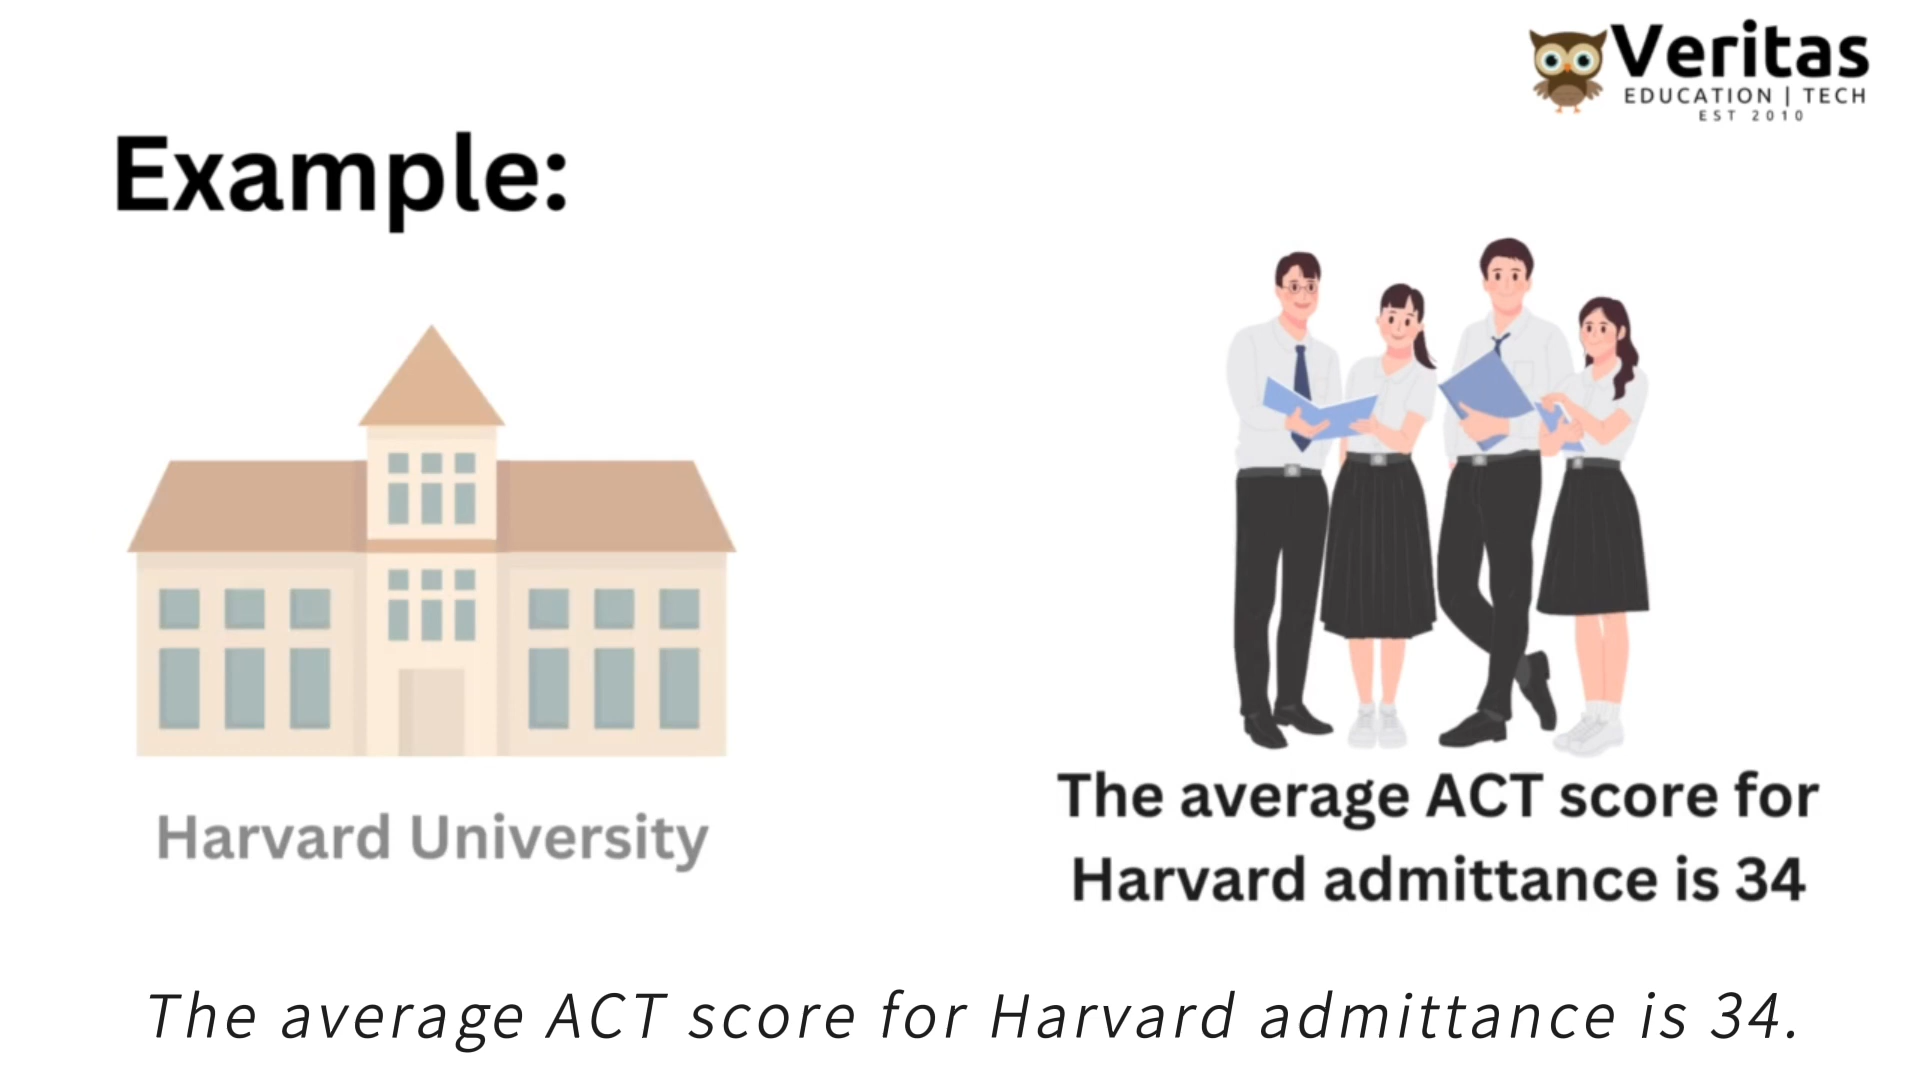 Veritas
EDUCATION | TECH
EST 2010
Example:
Harvard University
The average ACT score for
Harvard admittance is 34
The average ACT score for Harvard admittance is 34.